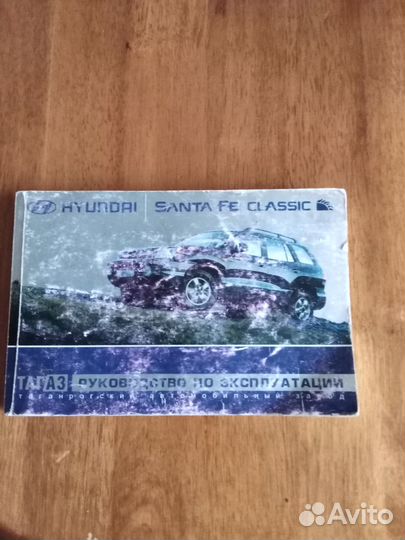 HYUNDAI SANTA FE CLASSIC
ТАГАЗ РУКОВОДСТВО ПО ЭКСПЛУАТАЦИИ
таганрогский автомобильный завод
Avito